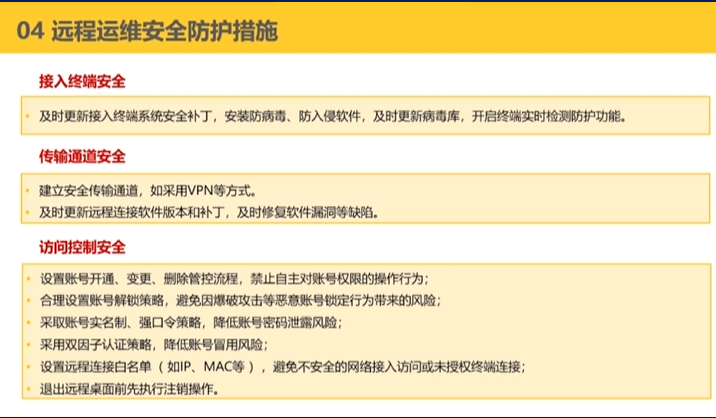 04 远程运维安全防护措施
接入终端安全
• 及时更新接入终端系统安全补丁，安装防病毒、防入侵软件，及时更新病毒库，开启终端实时检测防护功能。
传输通道安全
• 建立安全传输通道，如采用VPN等方式。
• 及时更新远程连接软件版本和补丁，及时修复软件漏洞等缺陷。
访问控制安全
• 设置账号开通、变更、删除管控流程，禁止自主对账号权限的操作行为；
• 合理设置账号解锁策略，避免因爆破攻击等恶意账号锁定行为带来的风险；
• 采取账号实名制、强口令策略，降低账号密码泄露风险；
• 采用双因子认证策略，降低账号冒用风险；
• 设置远程连接白名单（如IP、MAC等），避免不安全的网络接入访问或未授权终端连接；
• 退出远程桌面前先执行注销操作。